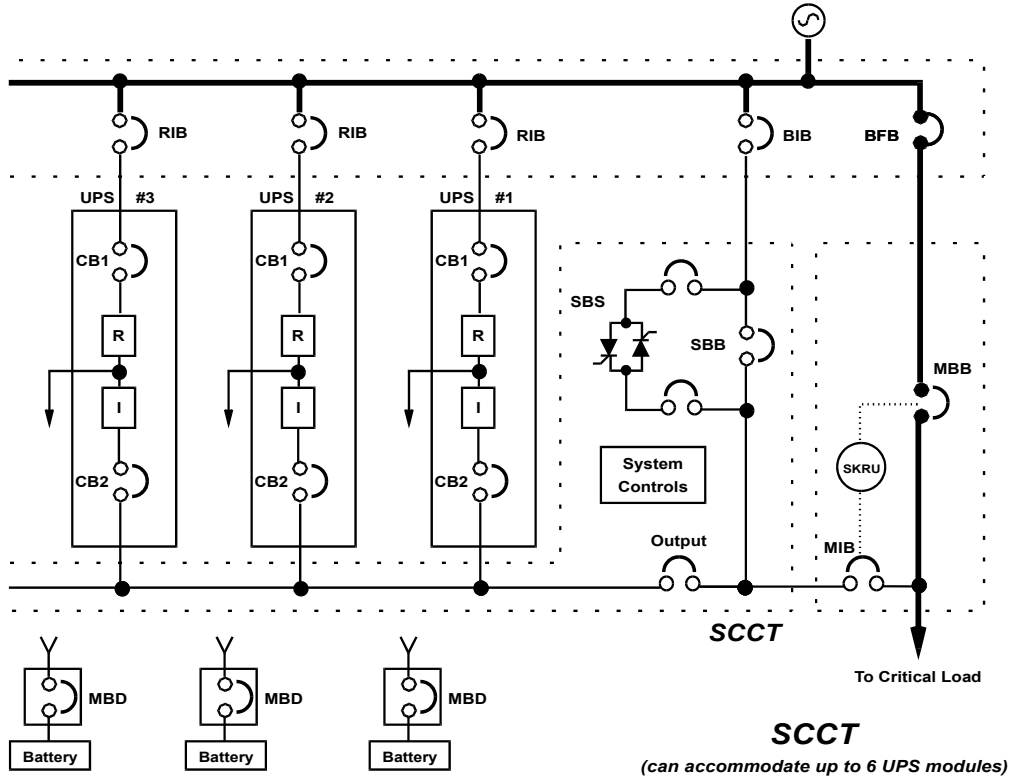 RIB
RIB
RIB
BIB
BFB
UPS #3
UPS #2
UPS #1
CB1
CB1
CB1
SBS
R
R
R
SBB
MBB
I
I
I
System
Controls
SKRU
CB2
CB2
CB2
Output
MIB
SCCT
To Critical Load
MBD
MBD
MBD
Battery
Battery
Battery
SCCT
(can accommodate up to 6 UPS modules)